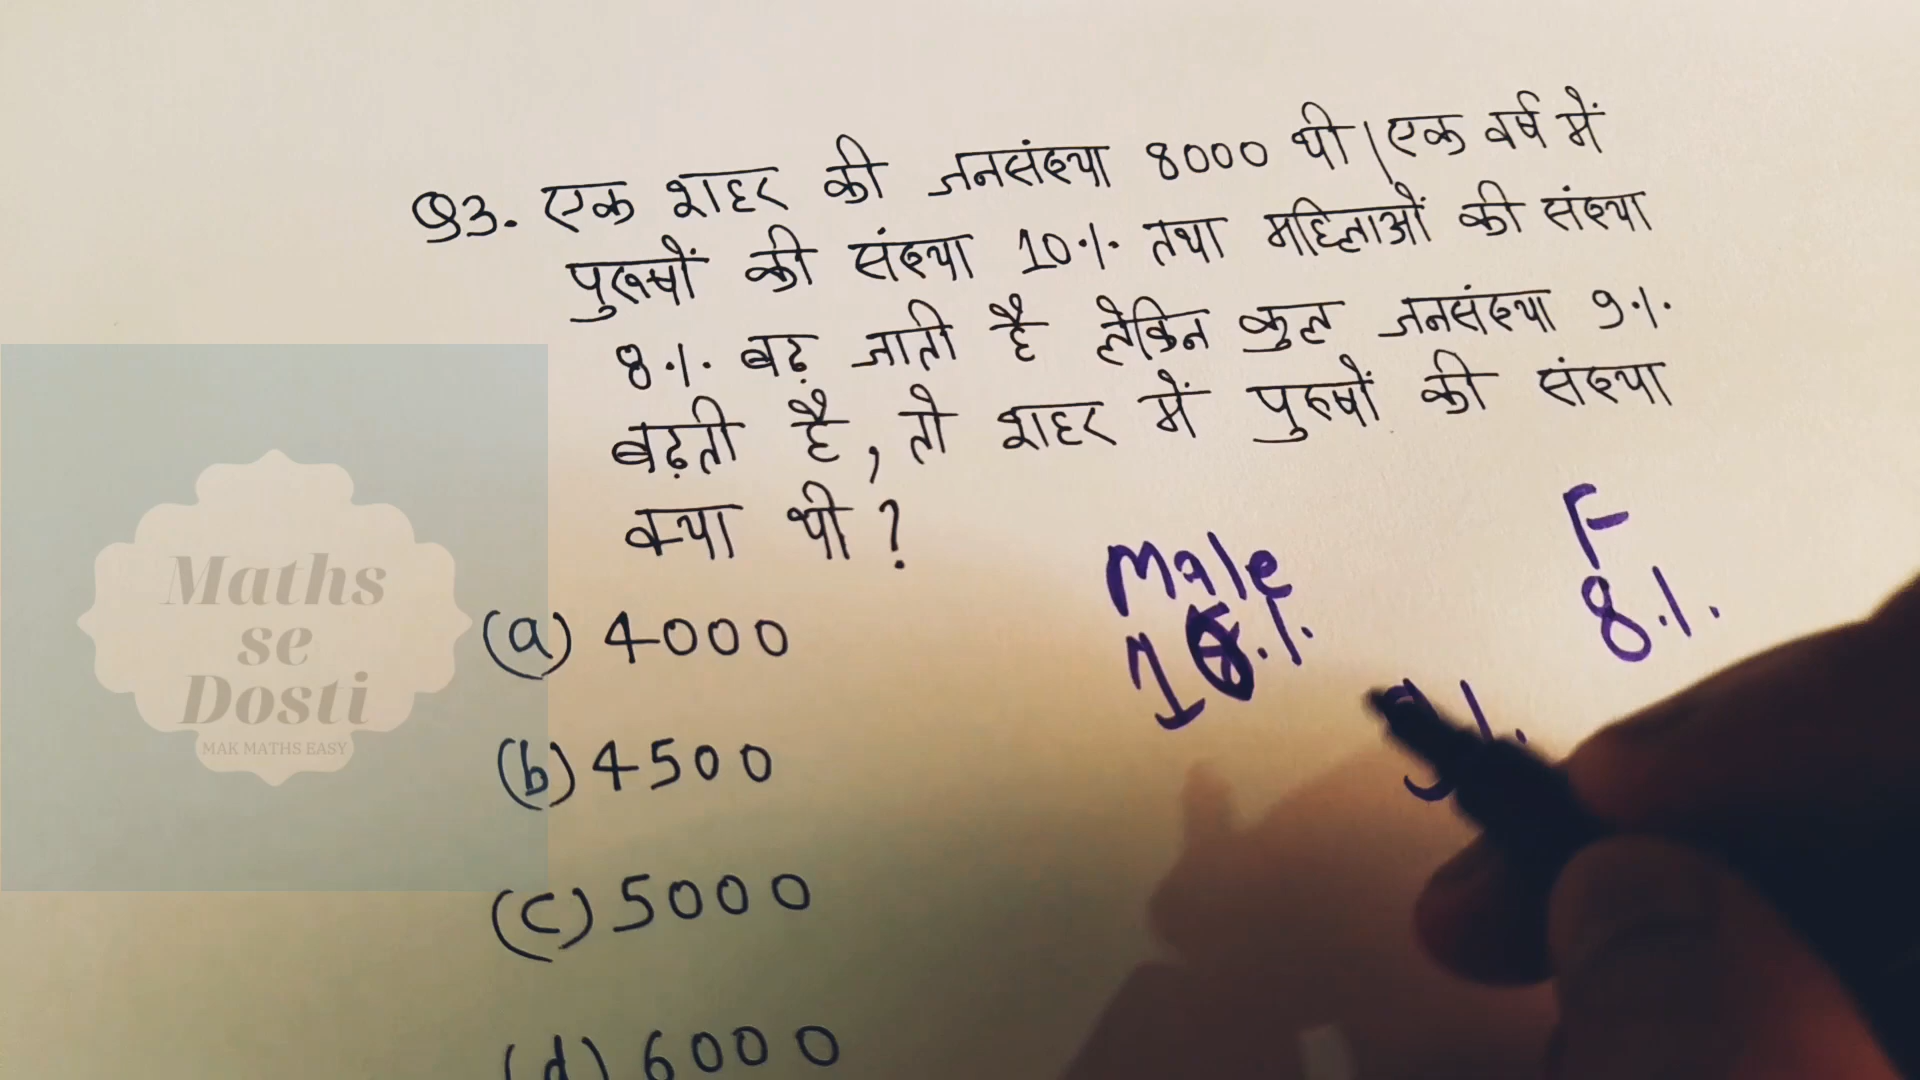 Q3. एक शहर की जनसंख्या 8000 थी। एक वर्ष में
पुरूषों की संख्या 10% तथा महिलाओं की संख्या
8% बढ़ जाती है लेकिन कुल जनसंख्या 9%
बढ़ती है, तो शहर में पुरुषों की संख्या
क्या थी?
Male
F
10%
8%
9%
(a) 4000
(b) 4500
(c) 5000
(d) 6000
Maths
se
Dosti
MAK MATHS EASY